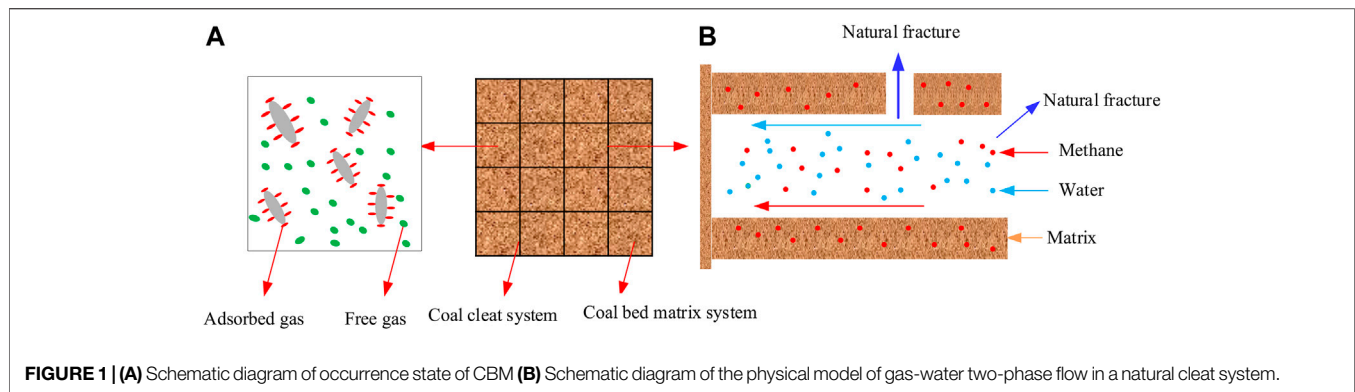 A
B
Natural fracture
Natural fracture
Methane
Water
Matrix
Adsorbed gas
Free gas
Coal cleat system
Coal bed matrix system
FIGURE 1 | (A) Schematic diagram of occurrence state of CBM (B) Schematic diagram of the physical model of gas-water two-phase flow in a natural cleat system.